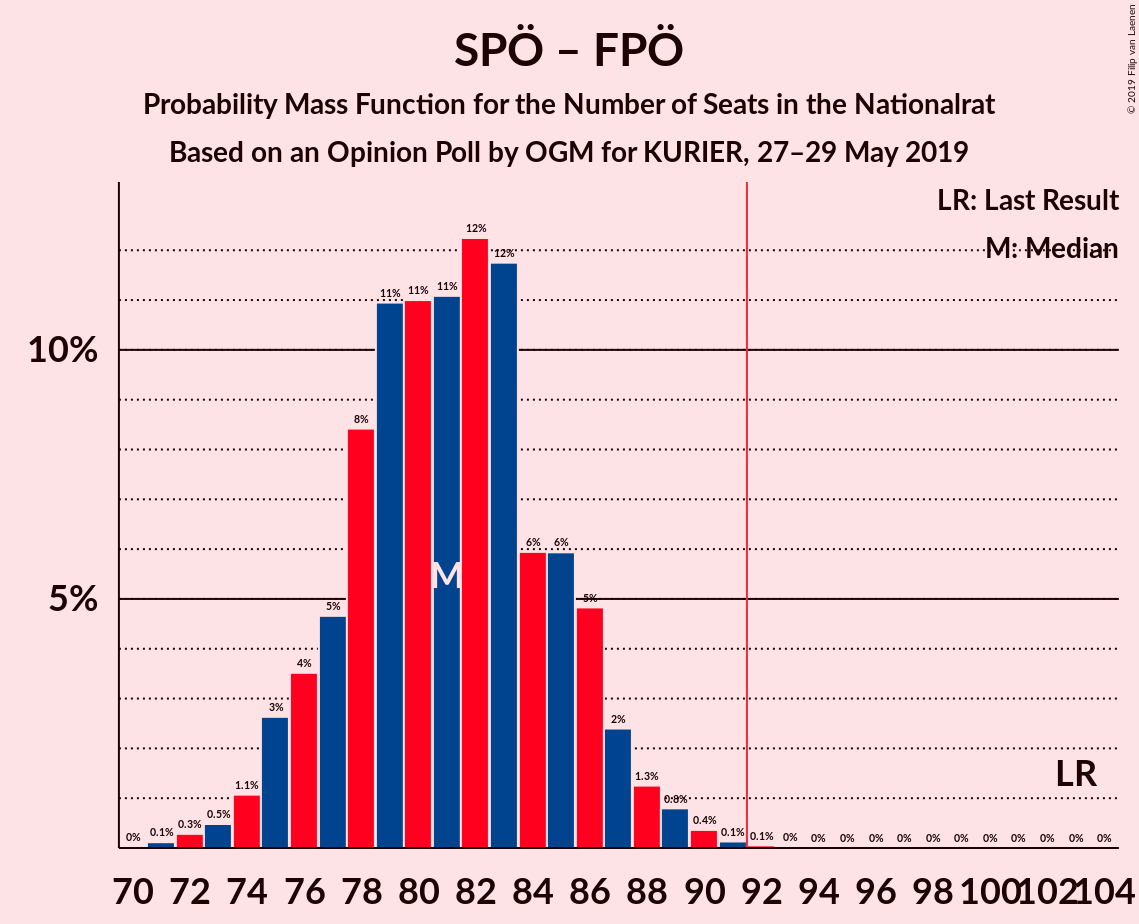 SPÖ – FPÖ
Probability Mass Function for the Number of Seats in the Nationalrat
Based on an Opinion Poll by OGM for KURIER, 27–29 May 2019
© 2019 Filip van Laenen
LR: Last Result
M: Median
10%
5%
0% 0.1% 0.3% 0.5% 1.1% 3% 4% 5% 8% 11% 11% 11% 12% 12% 6% 6% 5% 2% 1.3% 0.8% 0.4% 0.1% 0.1% 0% 0% 0% 0% 0% 0% 0% 0% 0% 0% 0% 0%
M
LR
70 72 74 76 78 80 82 84 86 88 90 92 94 96 98 100 102 104